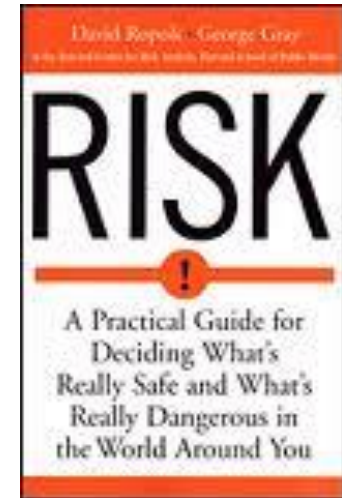 David Ropeik · George Gray
RISK
!
A Practical Guide for
Deciding What's
Really Safe and What's
Really Dangerous in
the World Around You